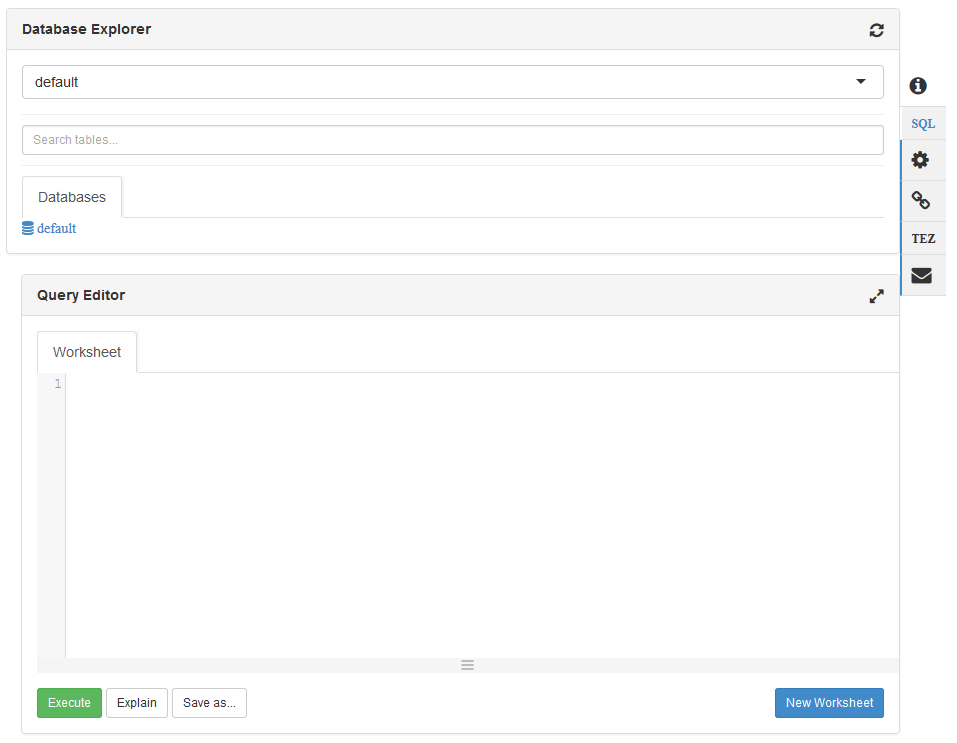 Database Explorer
default
Search tables...
Databases
default
SQL
TEZ
Query Editor
Worksheet
1
Execute
Explain
Save as...
New Worksheet